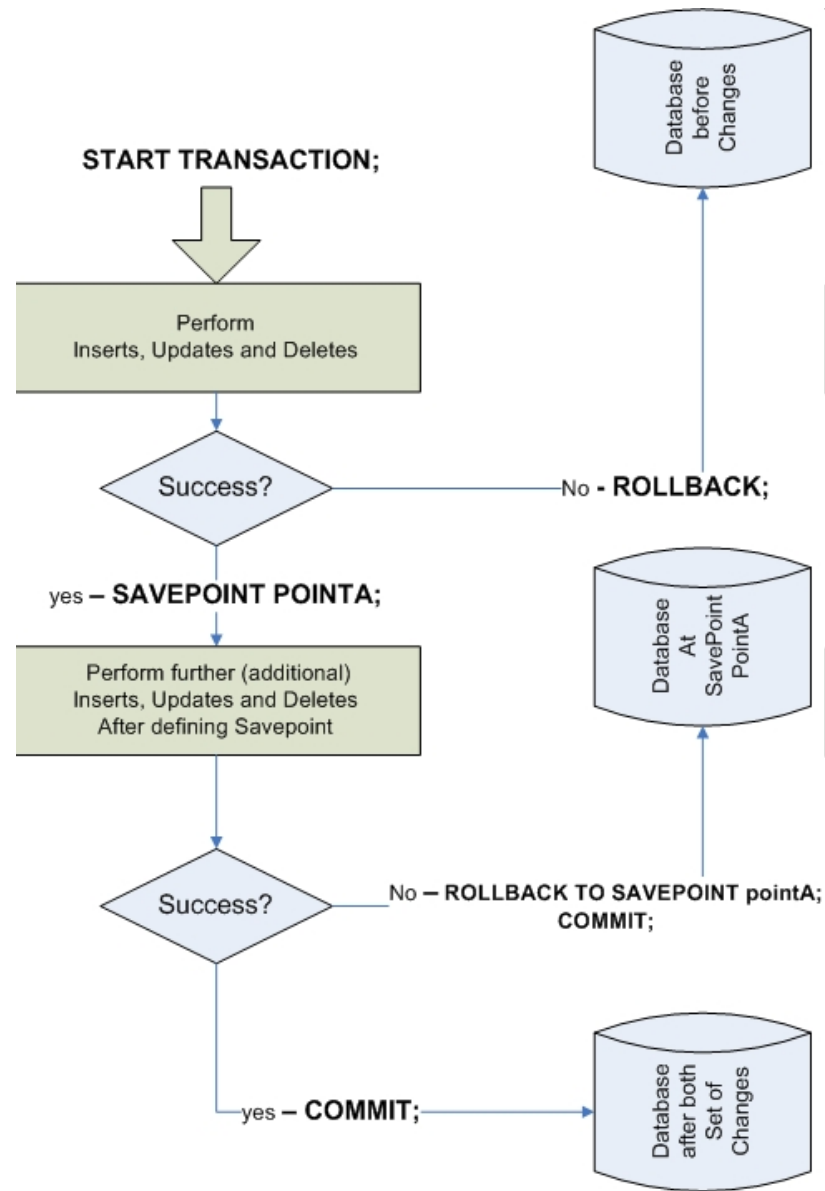 Database
before
Changes
START TRANSACTION;
Perform
Inserts, Updates and Deletes
Success?
No - ROLLBACK;
yes – SAVEPOINT POINTA;
Database
At
SavePoint
PointA
Perform further (additional)
Inserts, Updates and Deletes
After defining Savepoint
Success?
No – ROLLBACK TO SAVEPOINT pointA;
COMMIT;
yes – COMMIT;
Database
after both
Set of
Changes